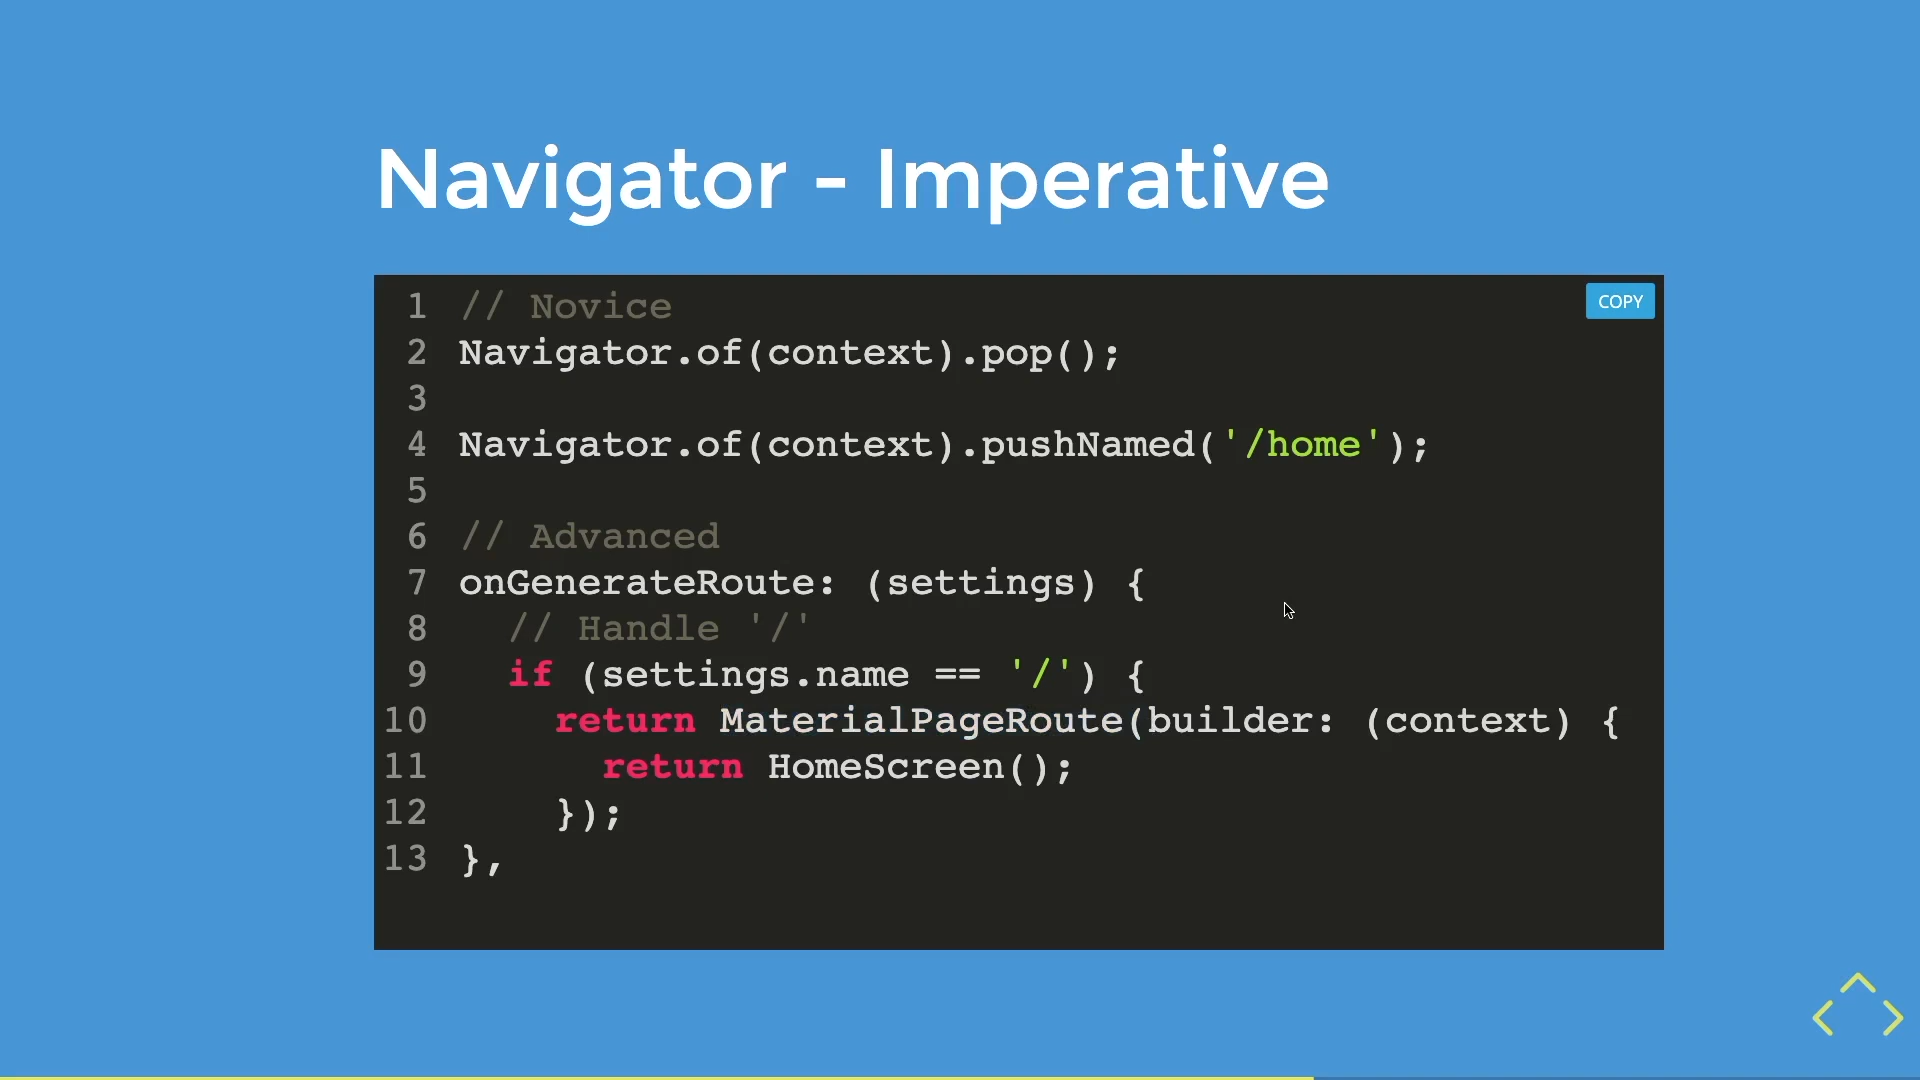 Navigator - Imperative
COPY
1 // Novice
2 Navigator.of(context).pop();
3
4 Navigator.of(context).pushNamed('/home');
5
6 // Advanced
7 onGenerateRoute: (settings) {
8   // Handle '/'
9   if (settings.name == '/') {
10     return MaterialPageRoute(builder: (context) {
11       return HomeScreen();
12     });
13 },